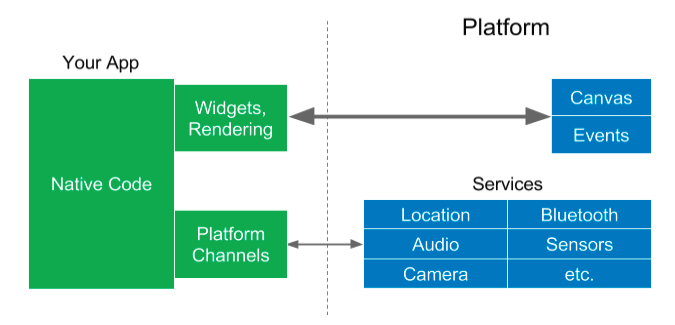 Platform
Your App
Widgets,
Rendering
Canvas
Events
Native Code
Services
Location
Bluetooth
Platform
Channels
Audio
Sensors
Camera
etc.